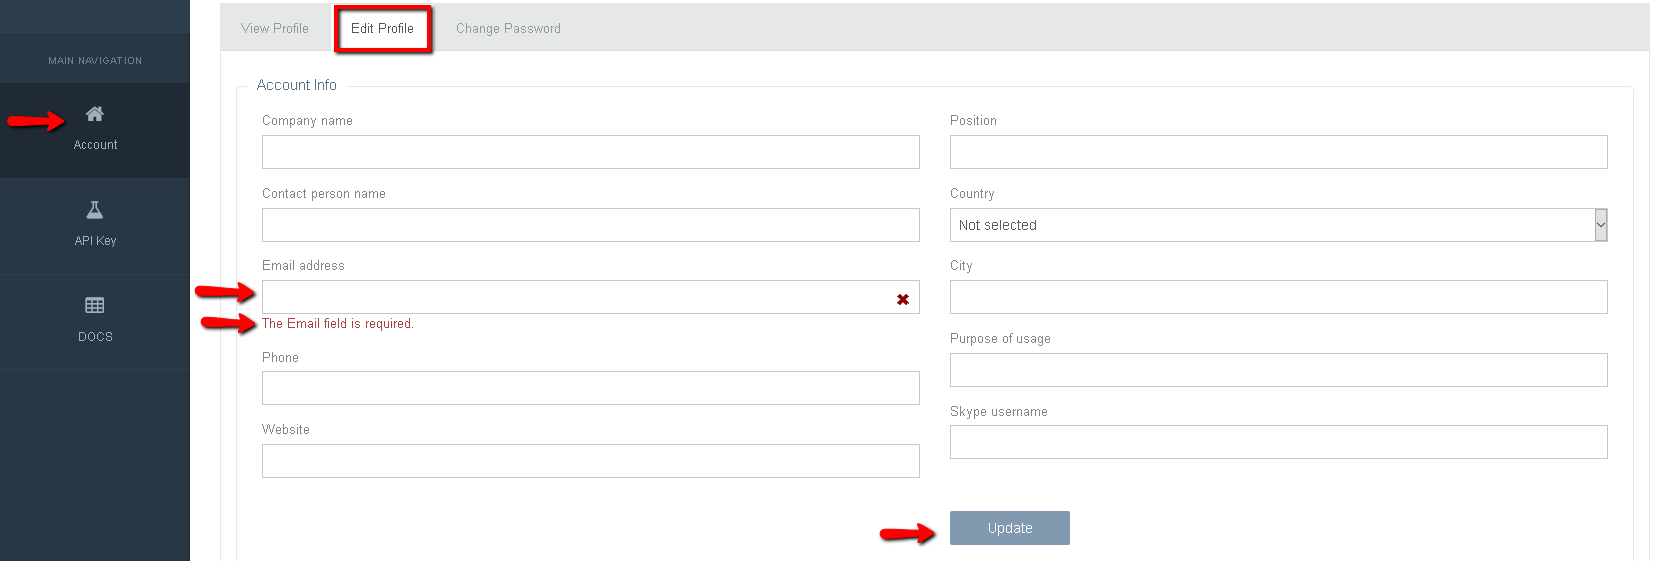 MAIN NAVIGATION
Account
API Key
DOCS
View Profile
Edit Profile
Change Password
Account Info
Company name
Contact person name
Email address
The Email field is required.
Phone
Website
Position
Country
Not selected
City
Purpose of usage
Skype username
Update